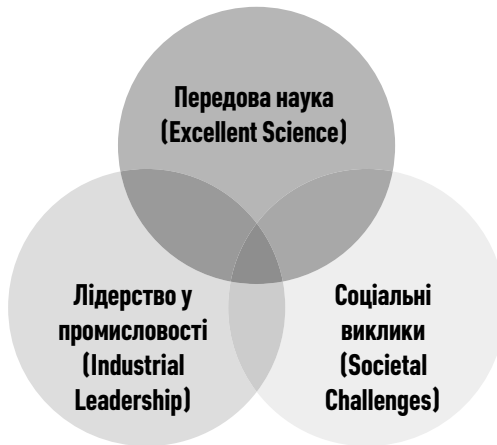 Передова наука
(Excellent Science)
Лідерство у
промисловості
(Industrial
Leadership)
Соціальні
виклики
(Societal
Challenges)